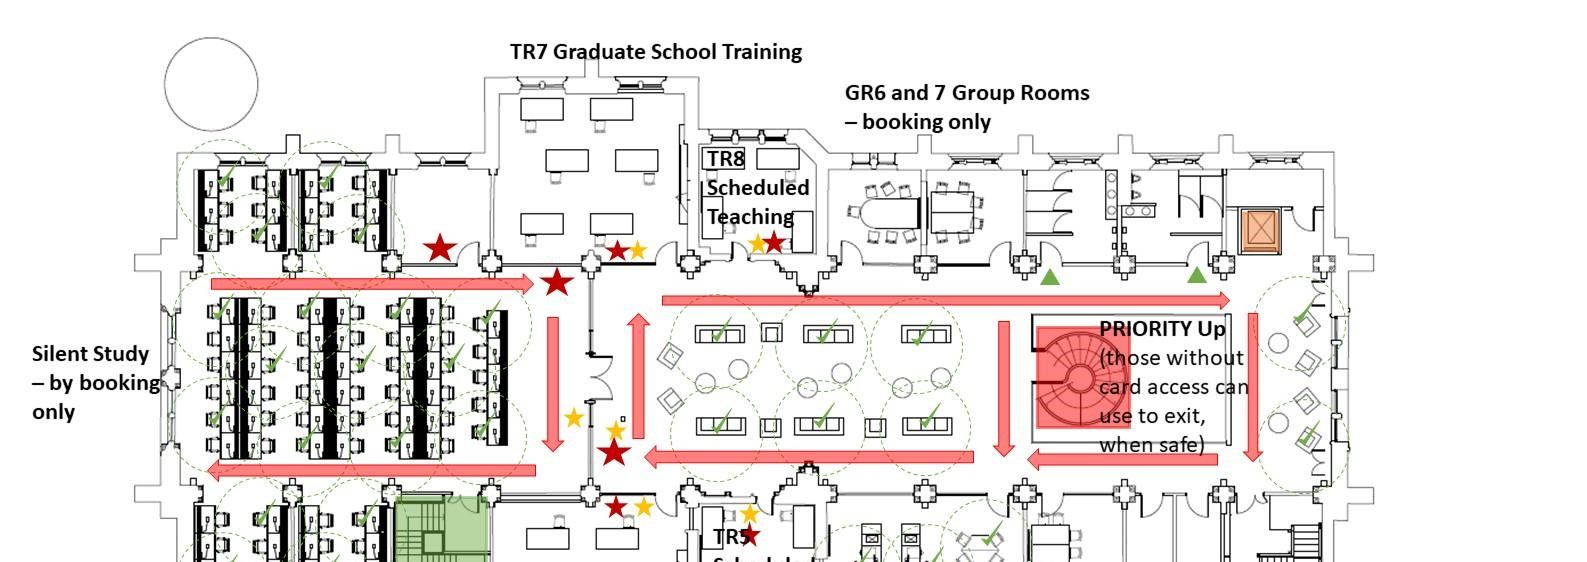 TR7 Graduate School Training
GR6 and 7 Group Rooms
– booking only
TR8
Scheduled
Teaching
Silent Study
– by booking
only
PRIORITY Up
(those without
card access can
use to exit,
when safe)
TR5